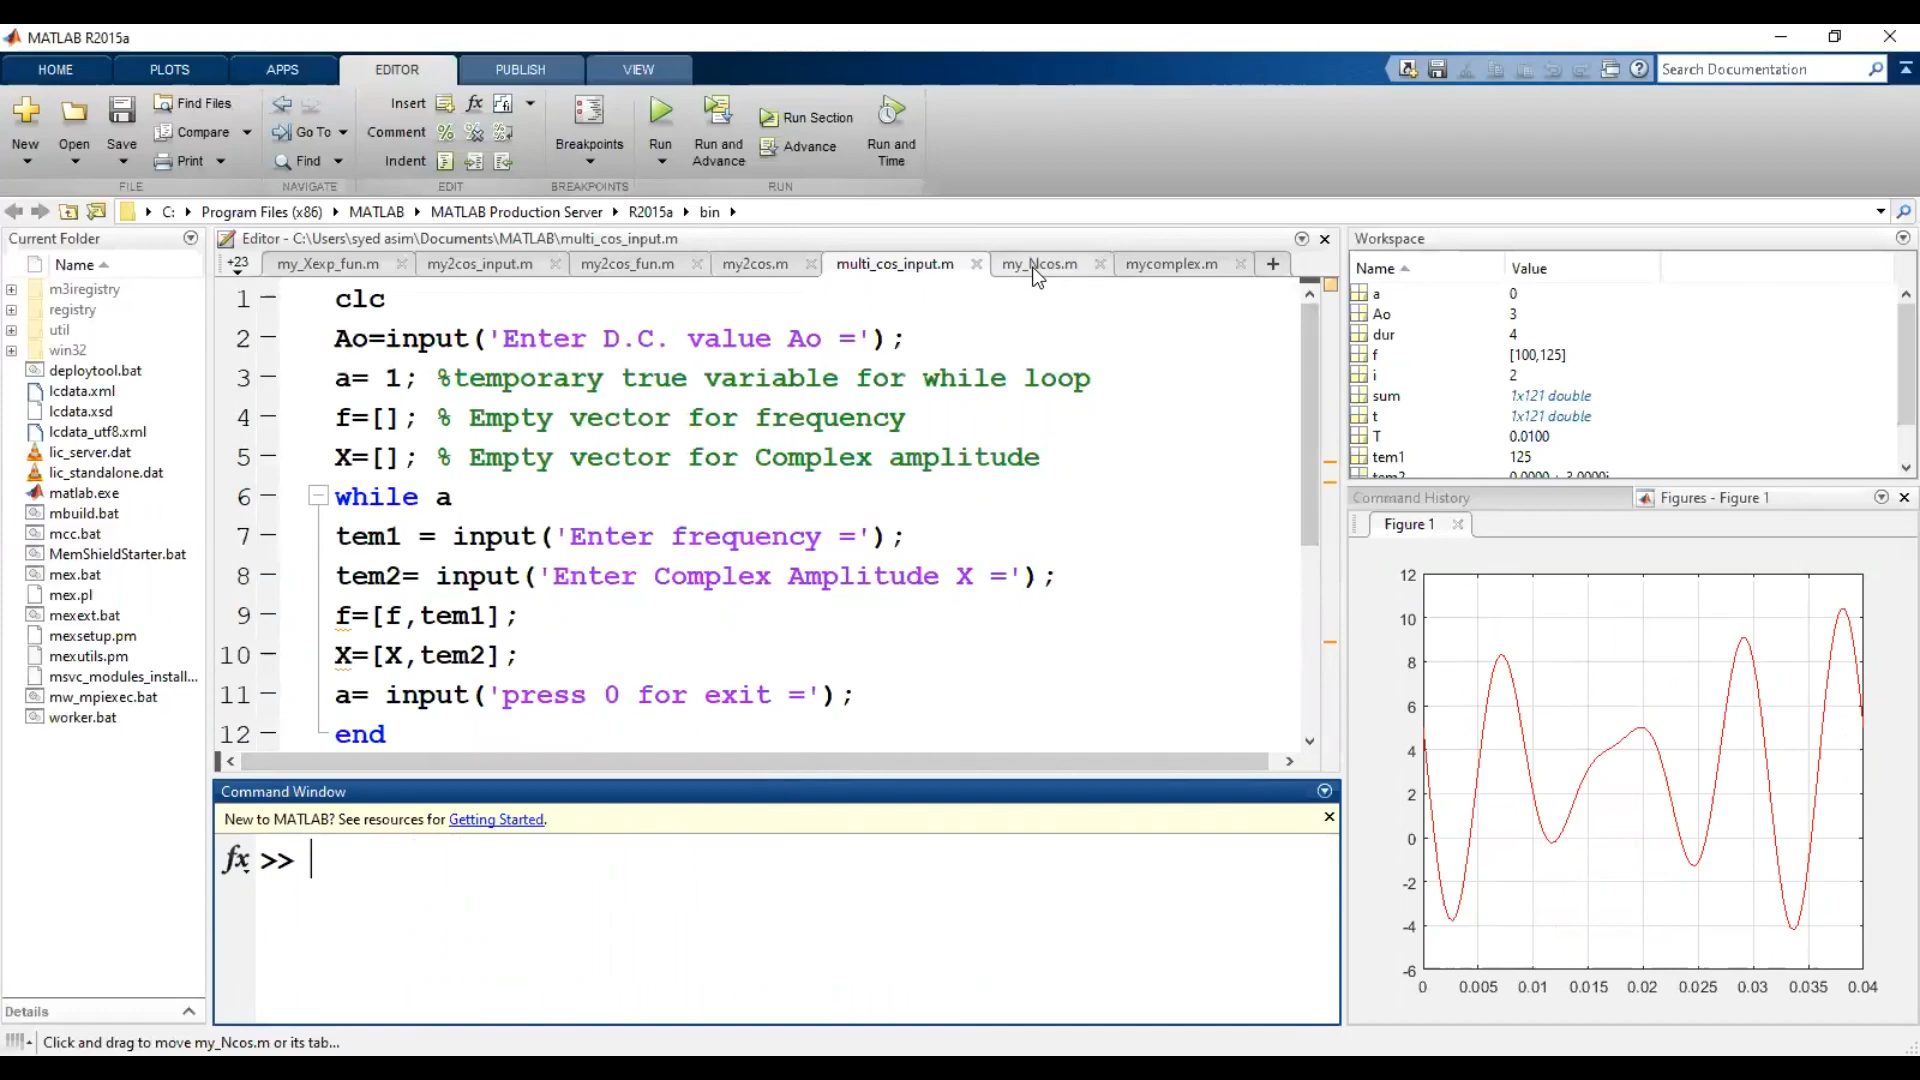 MATLAB R2015a
HOME PLOTS APPS EDITOR PUBLISH VIEW
Search Documentation
New Open Save
Find Files
Compare
Print
FILE
Go To
Find
NAVIGATE
Insert
Comment
Indent
EDIT
Breakpoints
BREAKPOINTS
Run
Run and Advance
Run Section
Advance
Run and Time
RUN
C: Program Files (x86) MATLAB MATLAB Production Server R2015a bin
Current Folder
Name
m3iregistry
registry
util
win32
deploytool.bat
lcdata.xml
lcdata.xsd
lcdata_utf8.xml
lic_server.dat
lic_standalone.dat
matlab.exe
mbuild.bat
mcc.bat
MemShieldStarter.bat
mex.bat
mex.pl
mexext.bat
mexsetup.pm
mexutils.pm
msvc_modules_install...
mw_mpiexec.bat
worker.bat
Details
Editor - C:\Users\syed asim\Documents\MATLAB\multi_cos_input.m
+23 my_Xexp_fun.m my2cos_input.m my2cos_fun.m my2cos.m multi_cos_input.m my_Ncos.m mycomplex.m
1 clc
2 Ao=input('Enter D.C. value Ao =');
3 a= 1; %temporary true variable for while loop
4 f=[]; % Empty vector for frequency
5 X=[]; % Empty vector for Complex amplitude
6 while a
7 tem1 = input('Enter frequency =');
8 tem2= input('Enter Complex Amplitude X =');
9 f=[f,tem1];
10 X=[X,tem2];
11 a= input('press 0 for exit =');
12 end
Command Window
New to MATLAB? See resources for Getting Started.
fx >>
Workspace
Name Value
a 0
Ao 3
dur 4
f [100,125]
i 2
sum 1x121 double
t 1x121 double
T 0.0100
tem1 125
tem2 0.0000 + 3.0000i
Command History
Figures - Figure 1
Figure 1
12
10
8
6
4
2
0
-2
-4
-6
0 0.005 0.01 0.015 0.02 0.025 0.03 0.035 0.04
Click and drag to move my_Ncos.m or its tab...